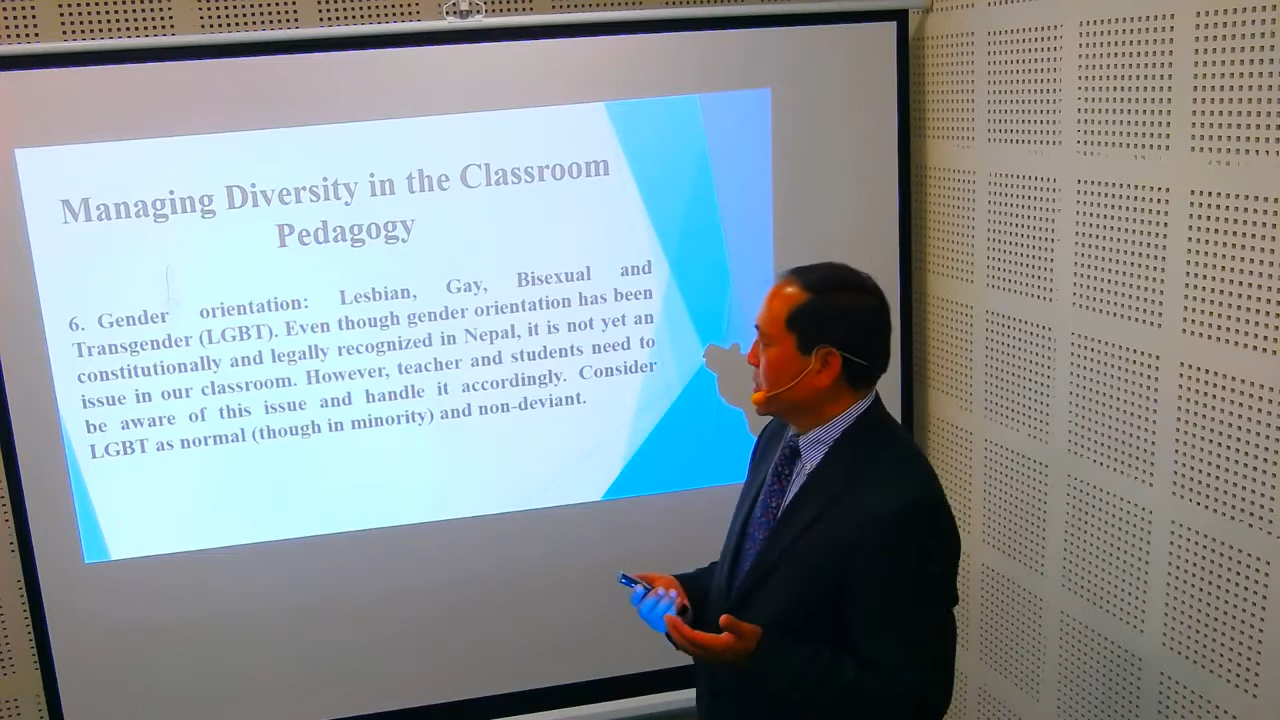 Managing Diversity in the Classroom
Pedagogy
6. Gender orientation: Lesbian, Gay, Bisexual and
Transgender (LGBT). Even though gender orientation has been
constitutionally and legally recognized in Nepal, it is not yet an
issue in our classroom. However, teacher and students need to
be aware of this issue and handle it accordingly. Consider
LGBT as normal (though in minority) and non-deviant.